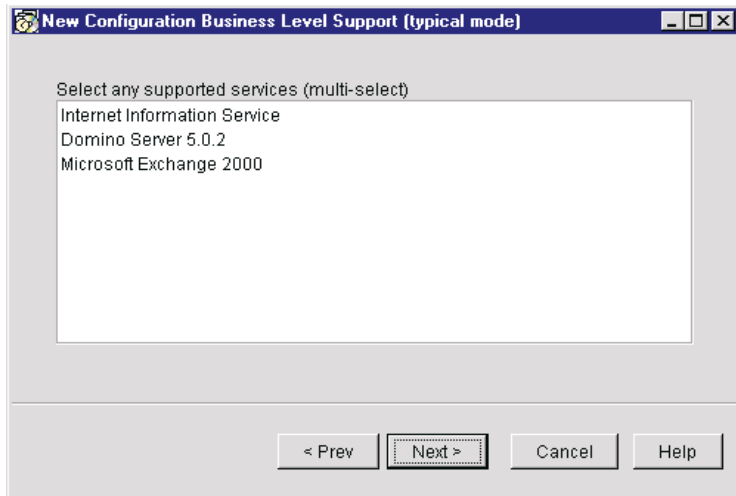 New Configuration Business Level Support (typical mode)
Select any supported services (multi-select)
Internet Information Service
Domino Server 5.0.2
Microsoft Exchange 2000
< Prev
Next >
Cancel
Help